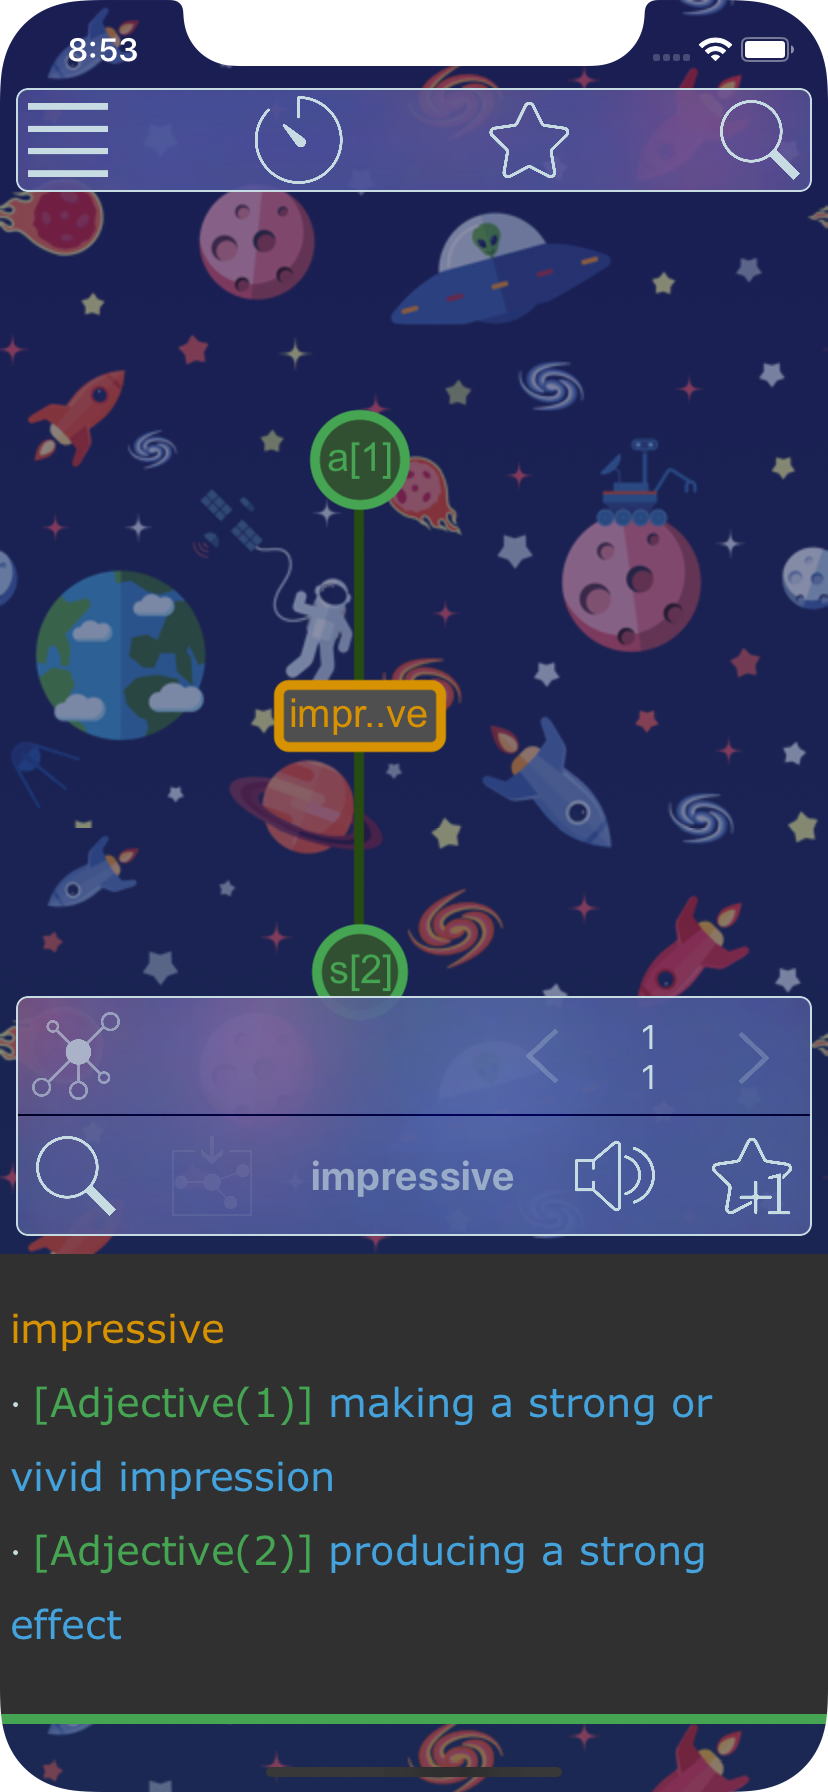 8:53
a[1]
impr..ve
s[2]
1
1
impressive
+1
impressive
· [Adjective(1)] making a strong or
vivid impression
· [Adjective(2)] producing a strong
effect